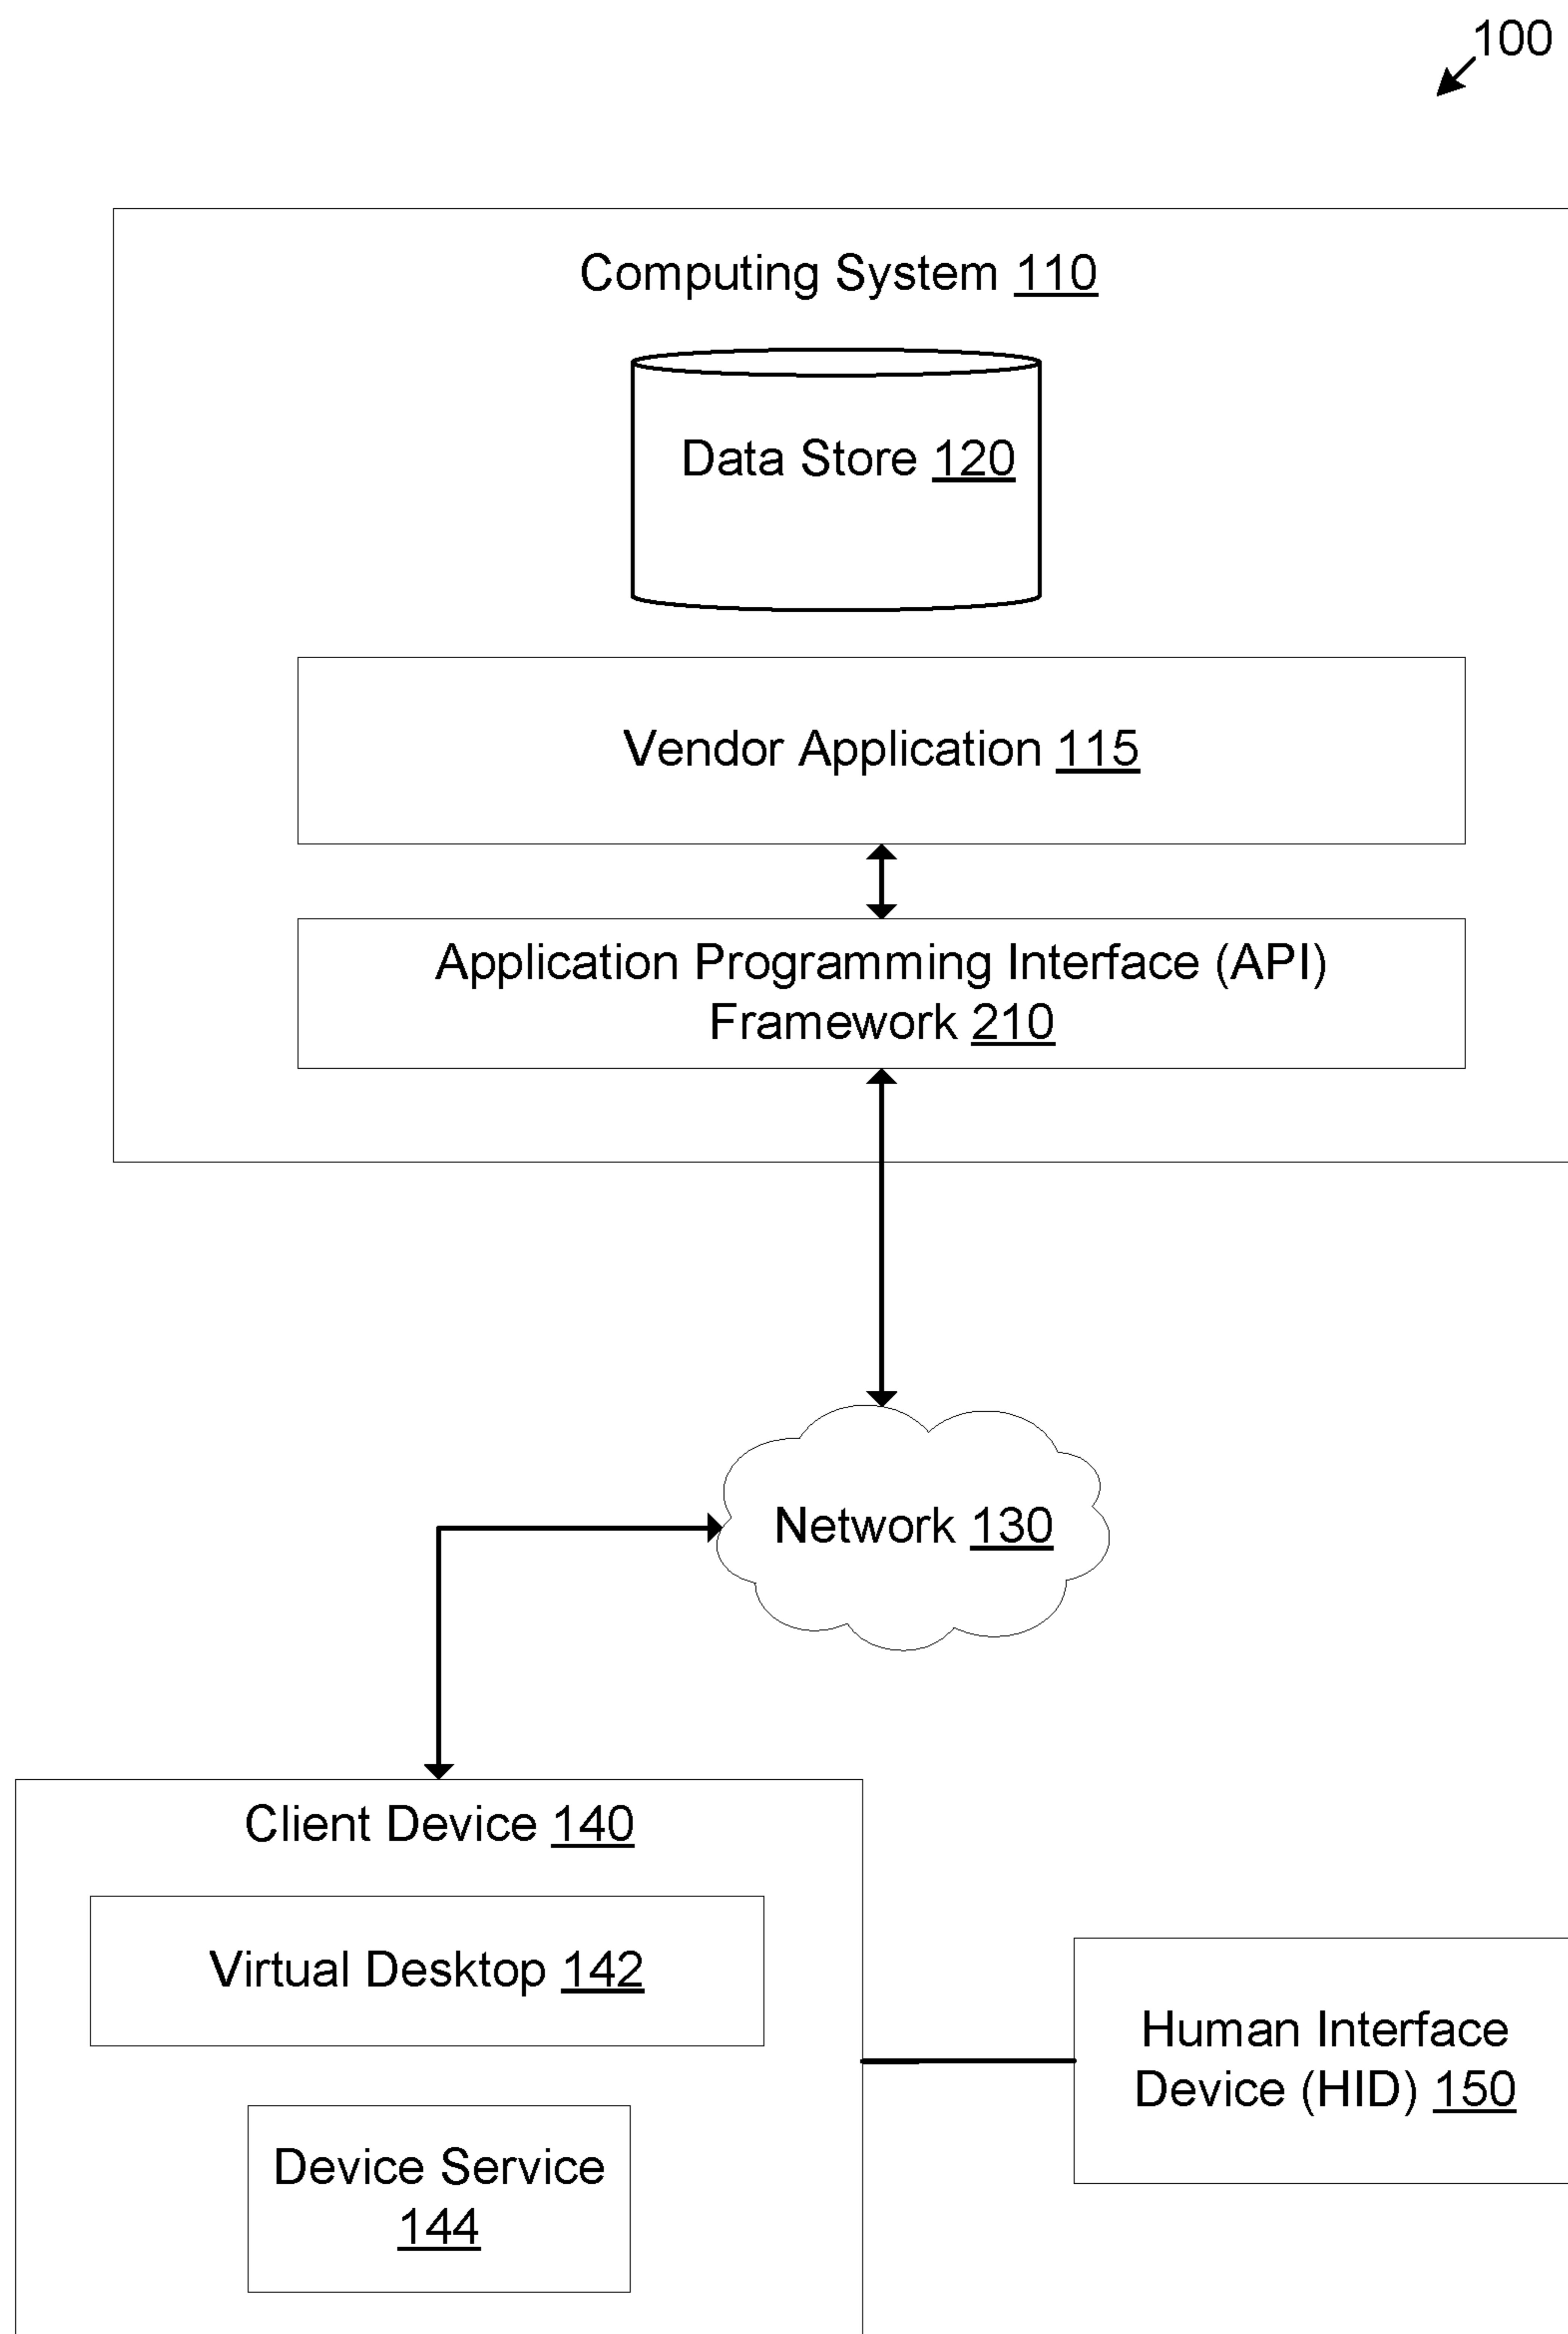 100
Computing System 110
Data Store 120
Vendor Application 115
Application Programming Interface (API)
Framework 210
Network 130
Client Device 140
Virtual Desktop 142
Human Interface
Device (HID) 150
Device Service
144